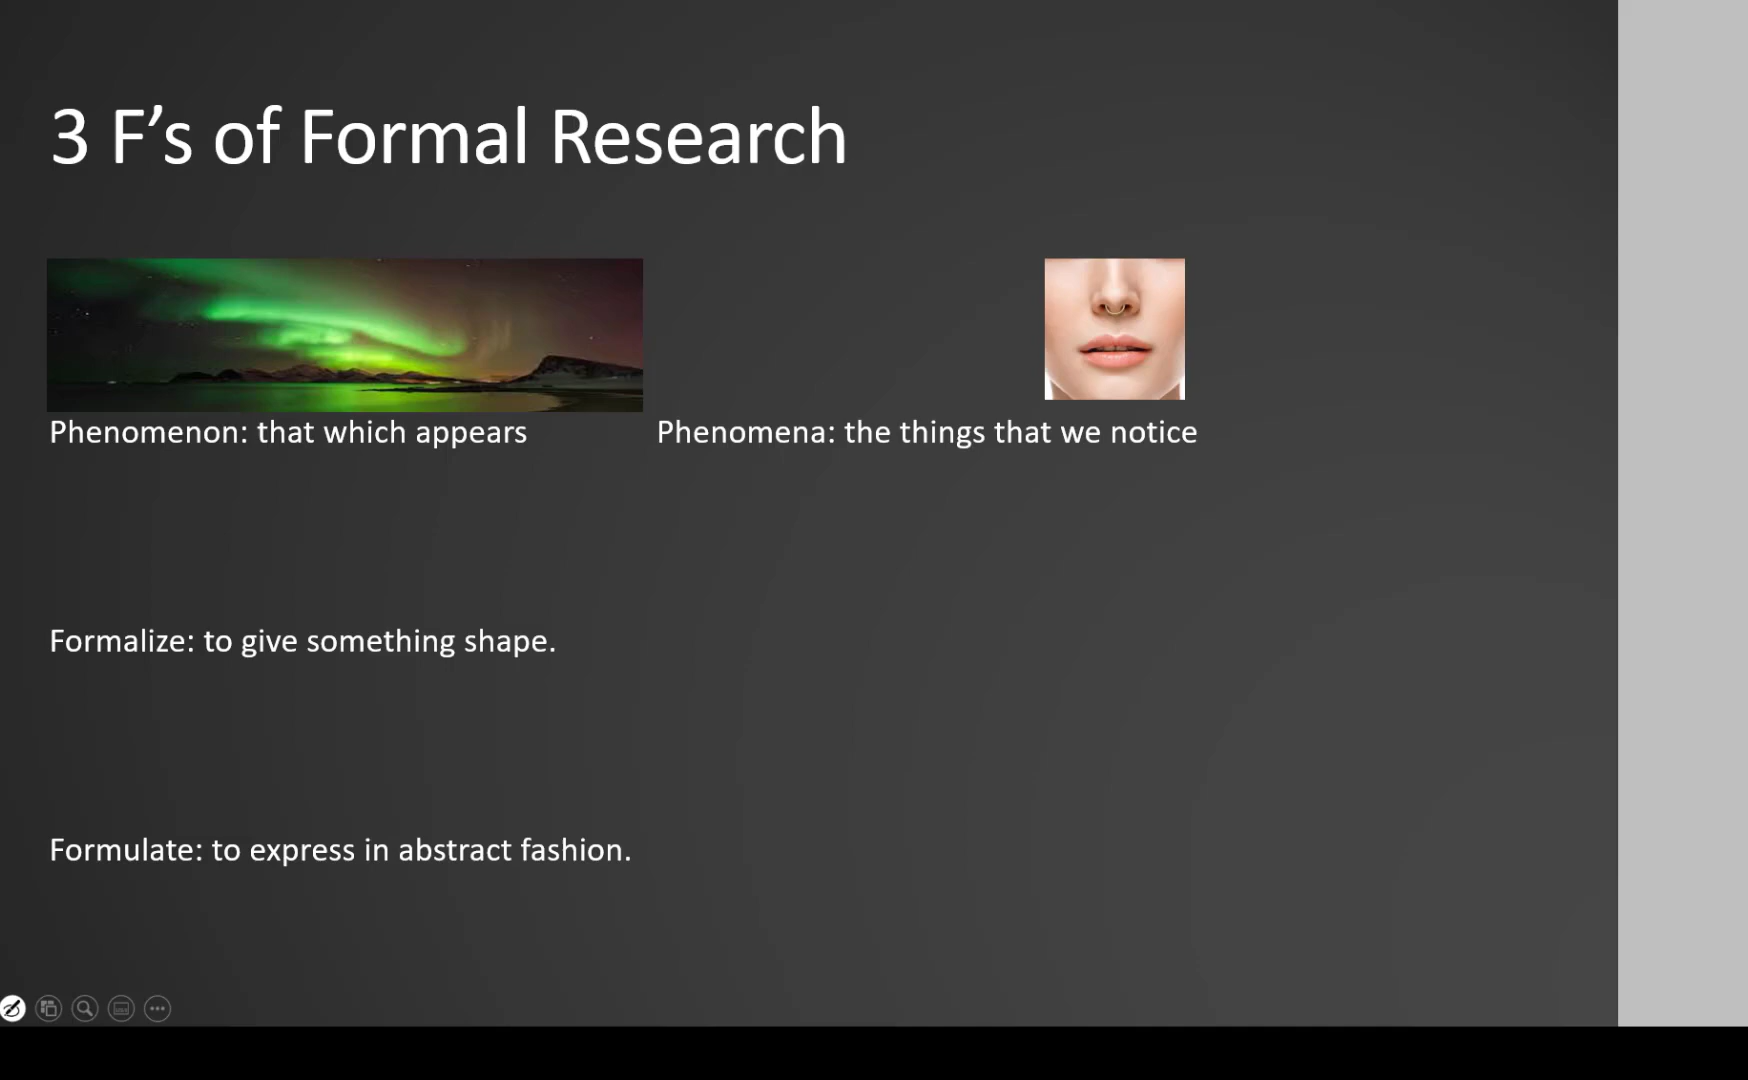 3 F’s of Formal Research
Phenomenon: that which appears
Phenomena: the things that we notice
Formalize: to give something shape.
Formulate: to express in abstract fashion.